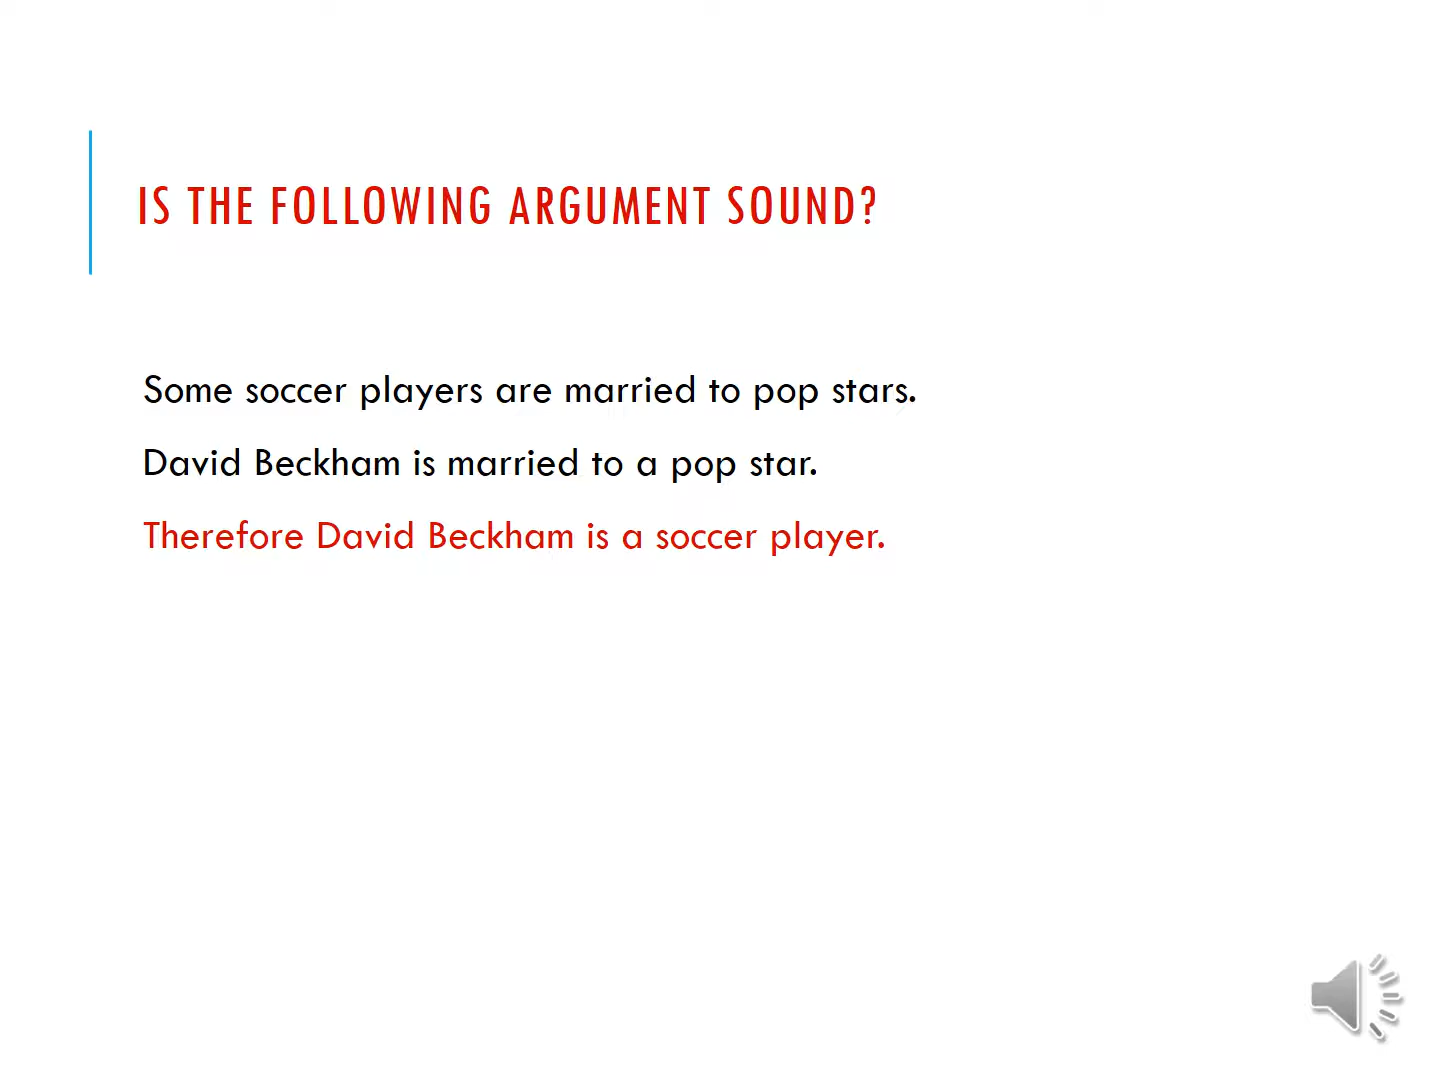 IS THE FOLLOWING ARGUMENT SOUND?
Some soccer players are married to pop stars.
David Beckham is married to a pop star.
Therefore David Beckham is a soccer player.